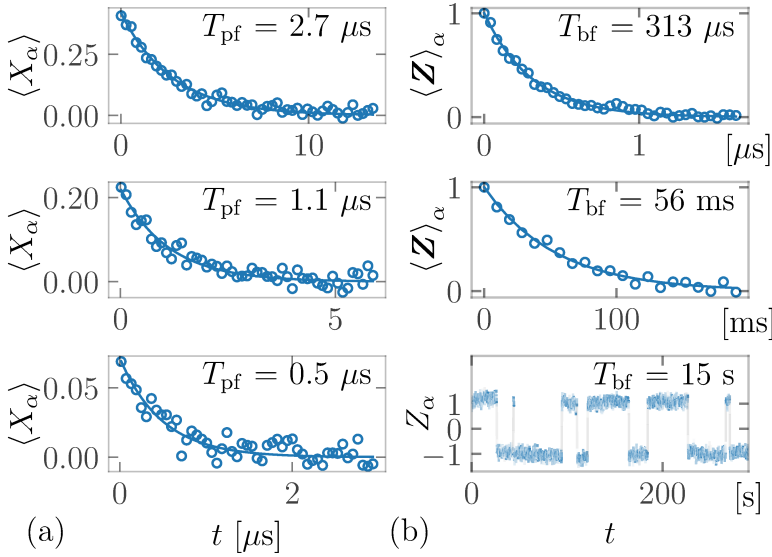 ⟨X_α⟩ 0.25 0.00 T_pf = 2.7 μs
0 10
⟨Z⟩_α 1 0 T_bf = 313 μs
0 1 [μs]
⟨X_α⟩ 0.20 0.00 T_pf = 1.1 μs
0 5
⟨Z⟩_α 1 0 T_bf = 56 ms
0 100 [ms]
⟨X_α⟩ 0.05 0.00 T_pf = 0.5 μs
0 2
(a) t [μs]
Z_α 1 0 −1 T_bf = 15 s
0 200 [s]
(b) t